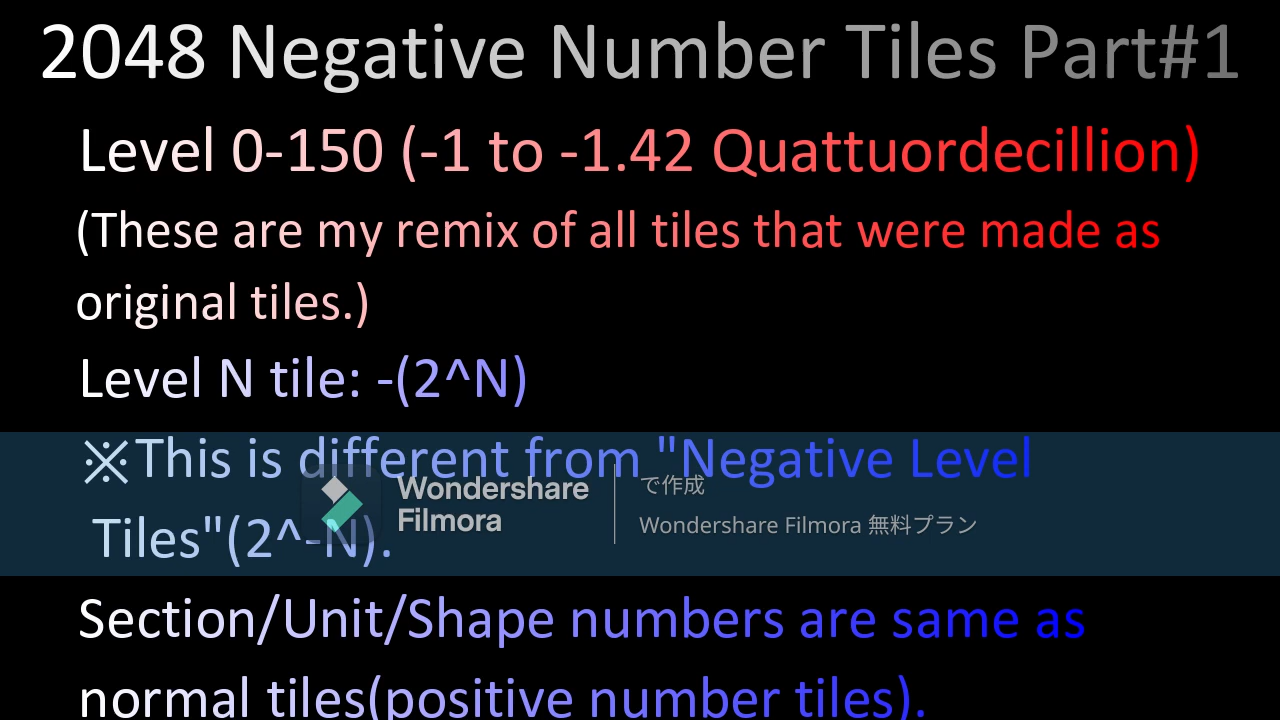 2048 Negative Number Tiles Part#1
Level 0-150 (-1 to -1.42 Quattuordecillion)
(These are my remix of all tiles that were made as
original tiles.)
Level N tile: -(2^N)
※This is different from "Negative Level
Tiles"(2^-N).
Wondershare
Filmora
で作成
Wondershare Filmora 無料プラン
Section/Unit/Shape numbers are same as
normal tiles(positive number tiles).